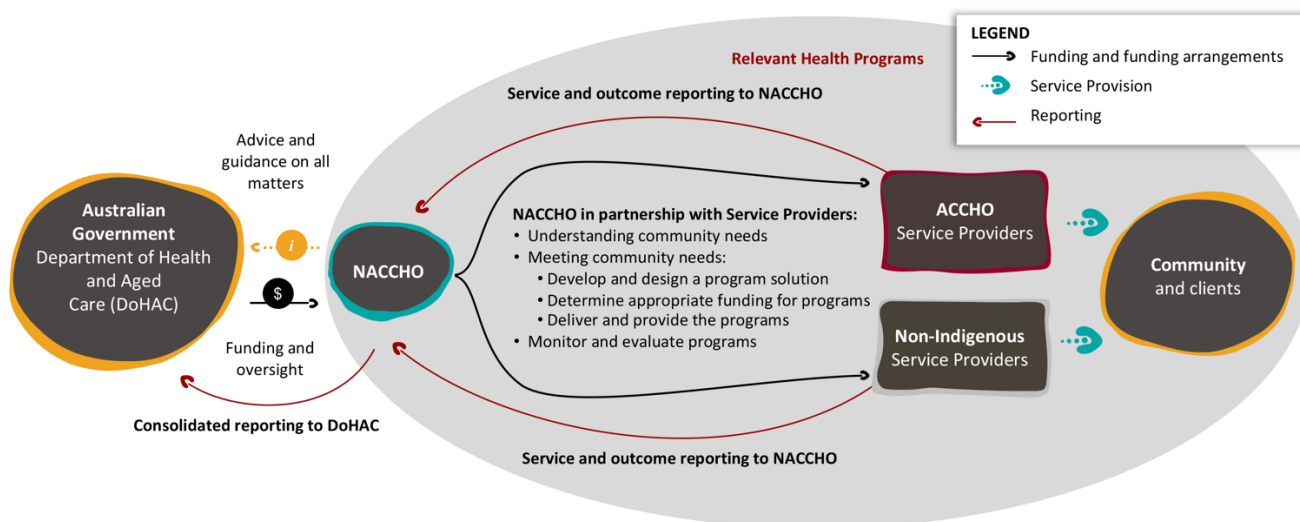 LEGEND
Funding and funding arrangements
Service Provision
Reporting
Relevant Health Programs
Service and outcome reporting to NACCHO
Advice and
guidance on all
matters
Australian
Government
Department of Health
and Aged
Care (DoHAC)
i
$
Funding and
oversight
Consolidated reporting to DoHAC
NACCHO
NACCHO in partnership with Service Providers:
• Understanding community needs
• Meeting community needs:
• Develop and design a program solution
• Determine appropriate funding for programs
• Deliver and provide the programs
• Monitor and evaluate programs
ACCHO
Service Providers
Non-Indigenous
Service Providers
Community
and clients
Service and outcome reporting to NACCHO